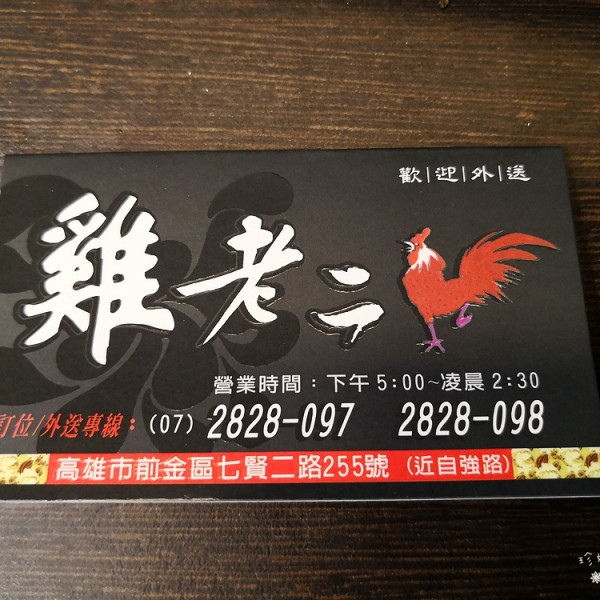 歡|迎|外|送
雞老二
營業時間：下午5:00~凌晨2:30
訂位/外送專線：(07) 2828-097 2828-098
高雄市前金區七賢二路255號（近自強路）
珍